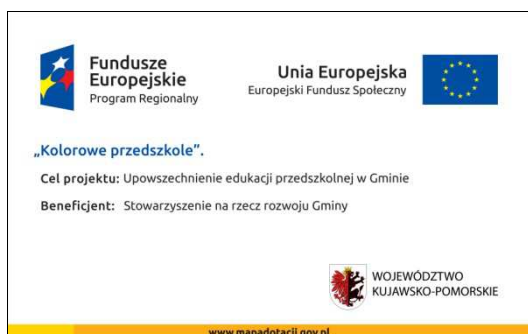 Fundusze
Europejskie
Program Regionalny
Unia Europejska
Europejski Fundusz Społeczny
„Kolorowe przedszkole”.
Cel projektu: Upowszechnienie edukacji przedszkolnej w Gminie
Beneficjent: Stowarzyszenie na rzecz rozwoju Gminy
WOJEWÓDZTWO
KUJAWSKO-POMORSKIE
www.mapadotacji.gov.pl